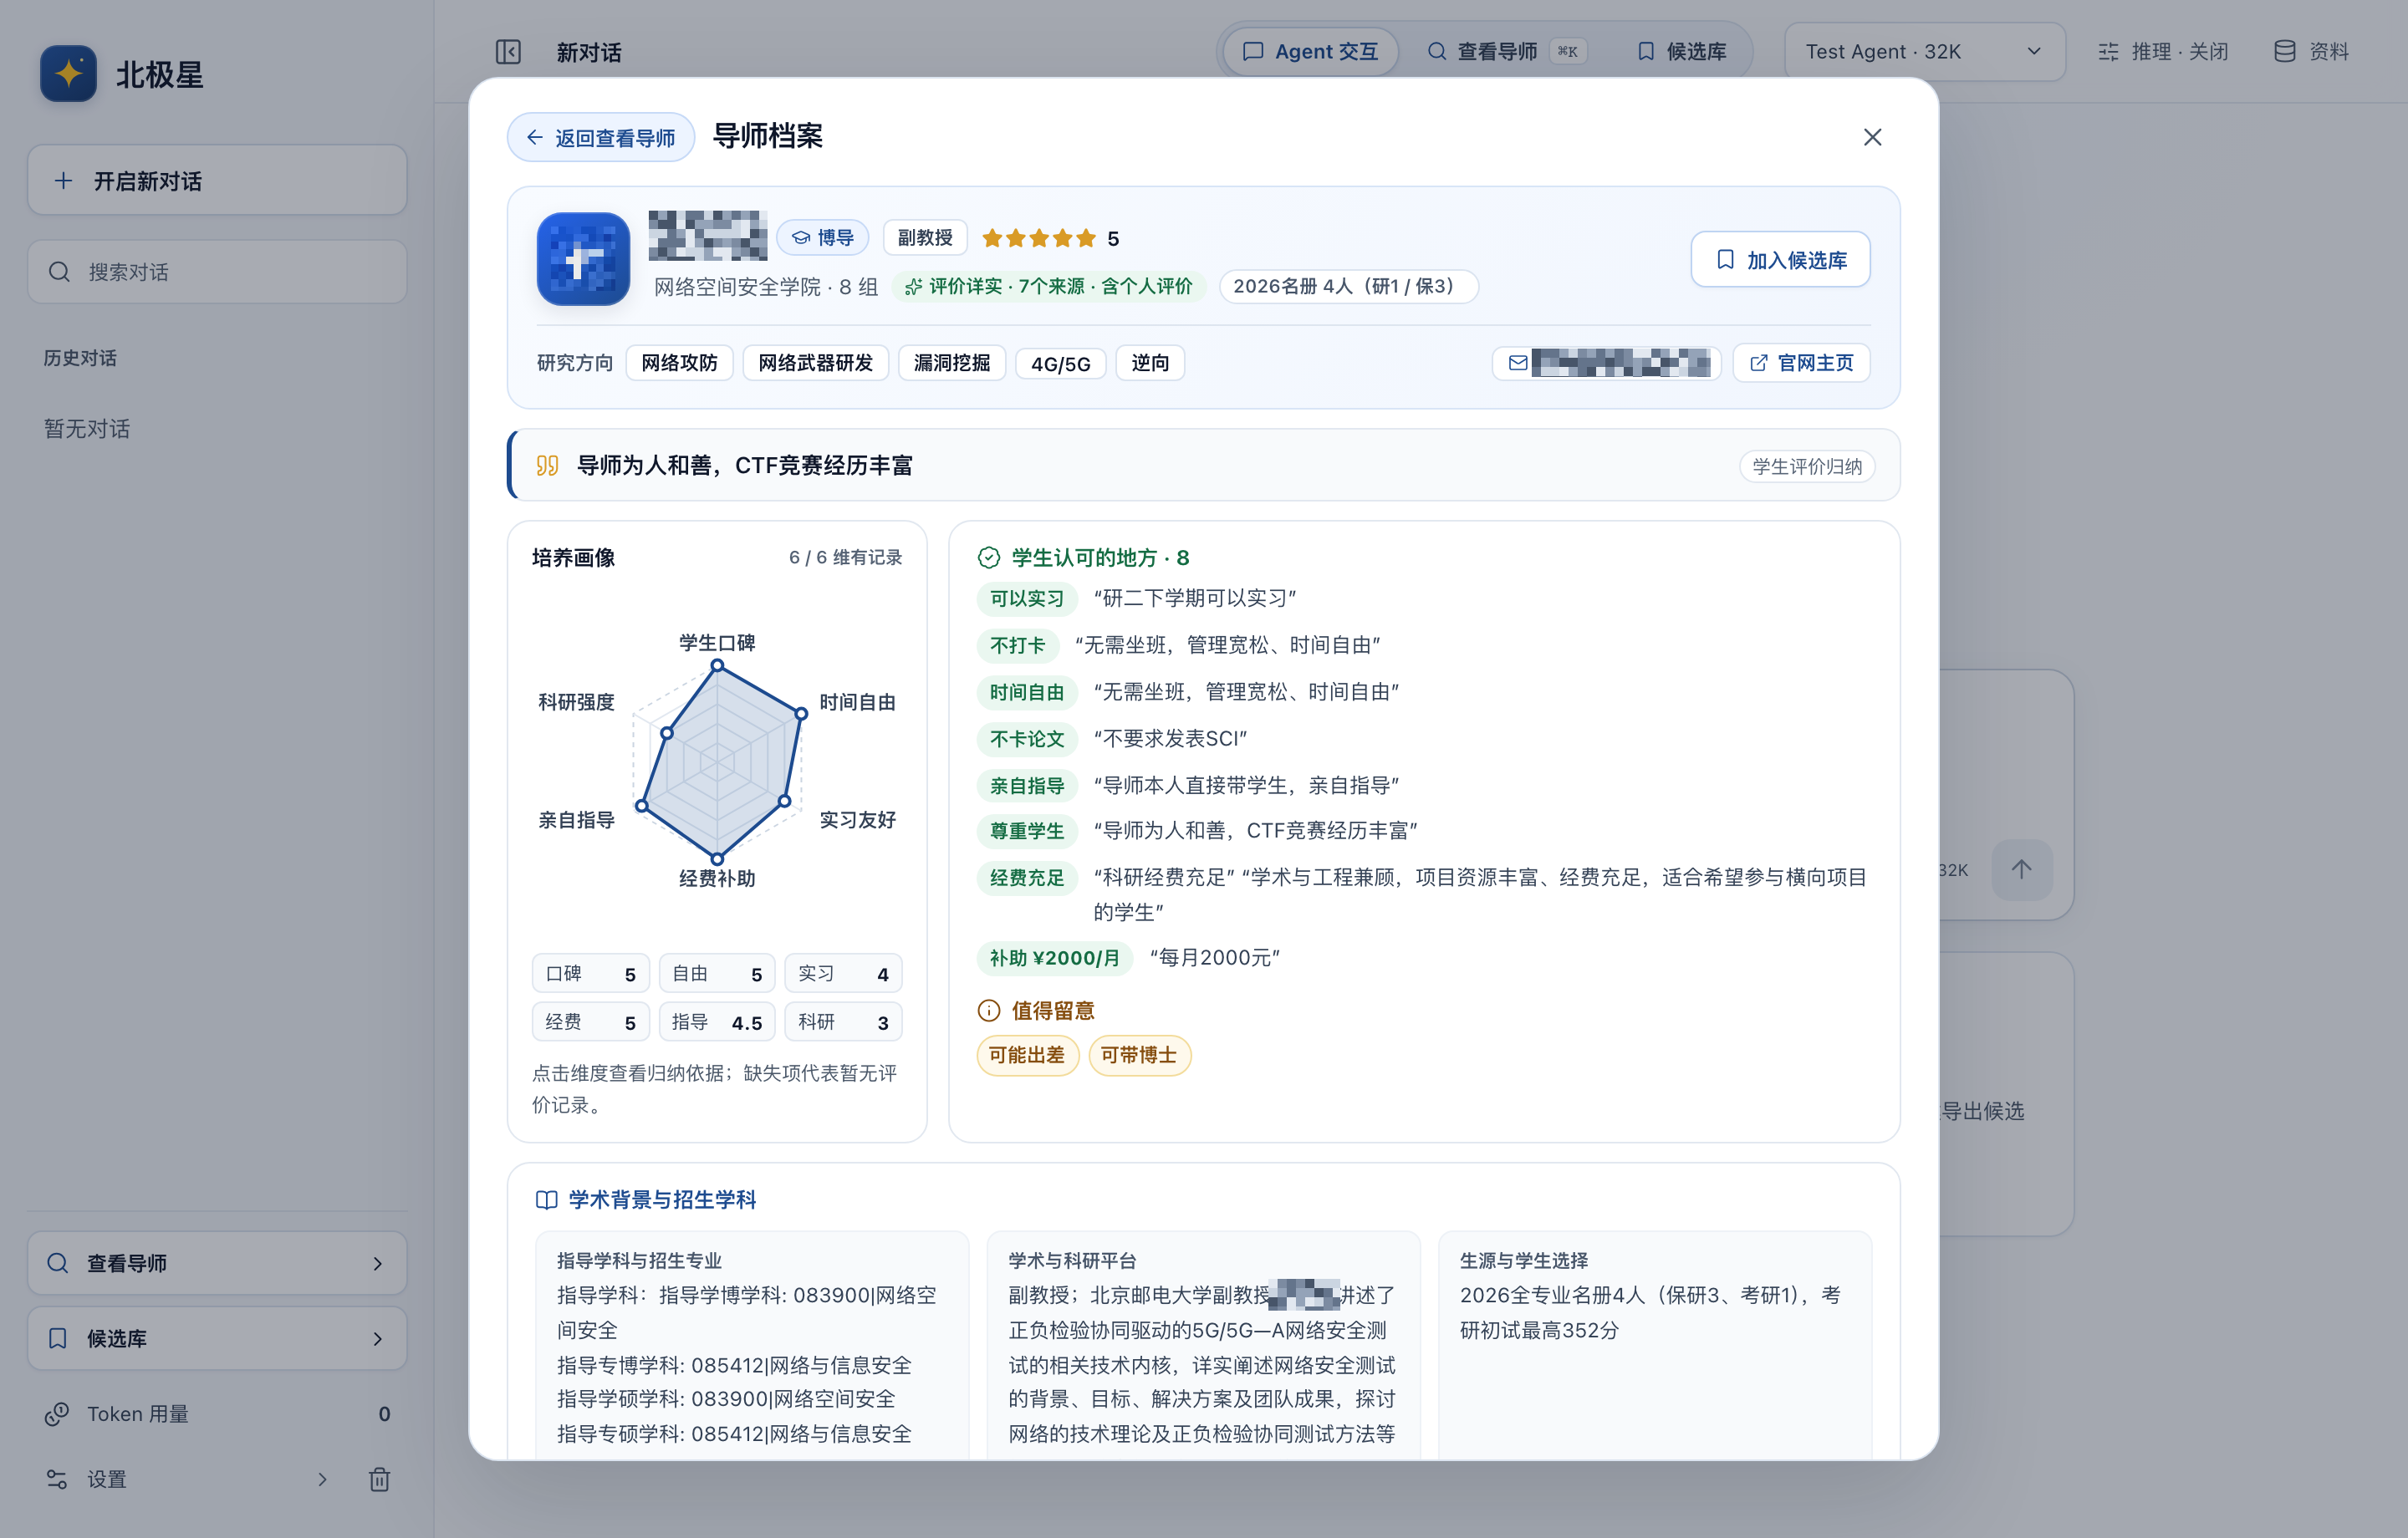 北极星
开启新对话
搜索对话
历史对话
暂无对话
查看导师
候选库
Token 用量 0
设置
新对话
Agent 交互
查看导师 ⌘K
候选库
Test Agent · 32K
推理 · 关闭
资料
返回查看导师
导师档案
博导
副教授
5
加入候选库
网络空间安全学院 · 8 组
评价详实 · 7个来源 · 含个人评价
2026名册 4人（研1 / 保3）
研究方向
网络攻防
网络武器研发
漏洞挖掘
4G/5G
逆向
官网主页
导师为人和善，CTF竞赛经历丰富
学生评价归纳
培养画像
6 / 6 维有记录
学生口碑
科研强度
时间自由
亲自指导
实习友好
经费补助
口碑 5
自由 5
实习 4
经费 5
指导 4.5
科研 3
点击维度查看归纳依据；缺失项代表暂无评
价记录。
学生认可的地方 · 8
可以实习 “研二下学期可以实习”
不打卡 “无需坐班，管理宽松、时间自由”
时间自由 “无需坐班，管理宽松、时间自由”
不卡论文 “不要求发表SCI”
亲自指导 “导师本人直接带学生，亲自指导”
尊重学生 “导师为人和善，CTF竞赛经历丰富”
经费充足 “科研经费充足” “学术与工程兼顾，项目资源丰富、经费充足，适合希望参与横向项目
的学生”
补助 ¥2000/月 “每月2000元”
值得留意
可能出差
可带博士
32K
导出候选
学术背景与招生学科
指导学科与招生专业
指导学科：指导学博学科: 083900|网络空
间安全
指导专博学科: 085412|网络与信息安全
指导学硕学科: 083900|网络空间安全
指导专硕学科: 085412|网络与信息安全
学术与科研平台
副教授；北京邮电大学副教授 讲述了
正负检验协同驱动的5G/5G—A网络安全测
试的相关技术内核，详实阐述网络安全测试
的背景、目标、解决方案及团队成果，探讨
网络的技术理论及正负检验协同测试方法等
生源与学生选择
2026全专业名册4人（保研3、考研1），考
研初试最高352分